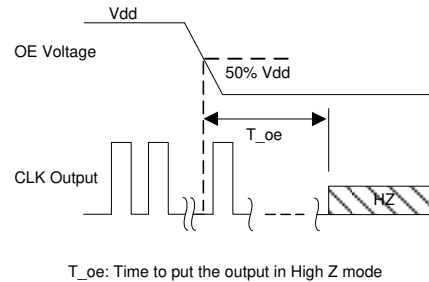 Vdd
OE Voltage
50% Vdd
T_oe
CLK Output
HZ
T_oe: Time to put the output in High Z mode